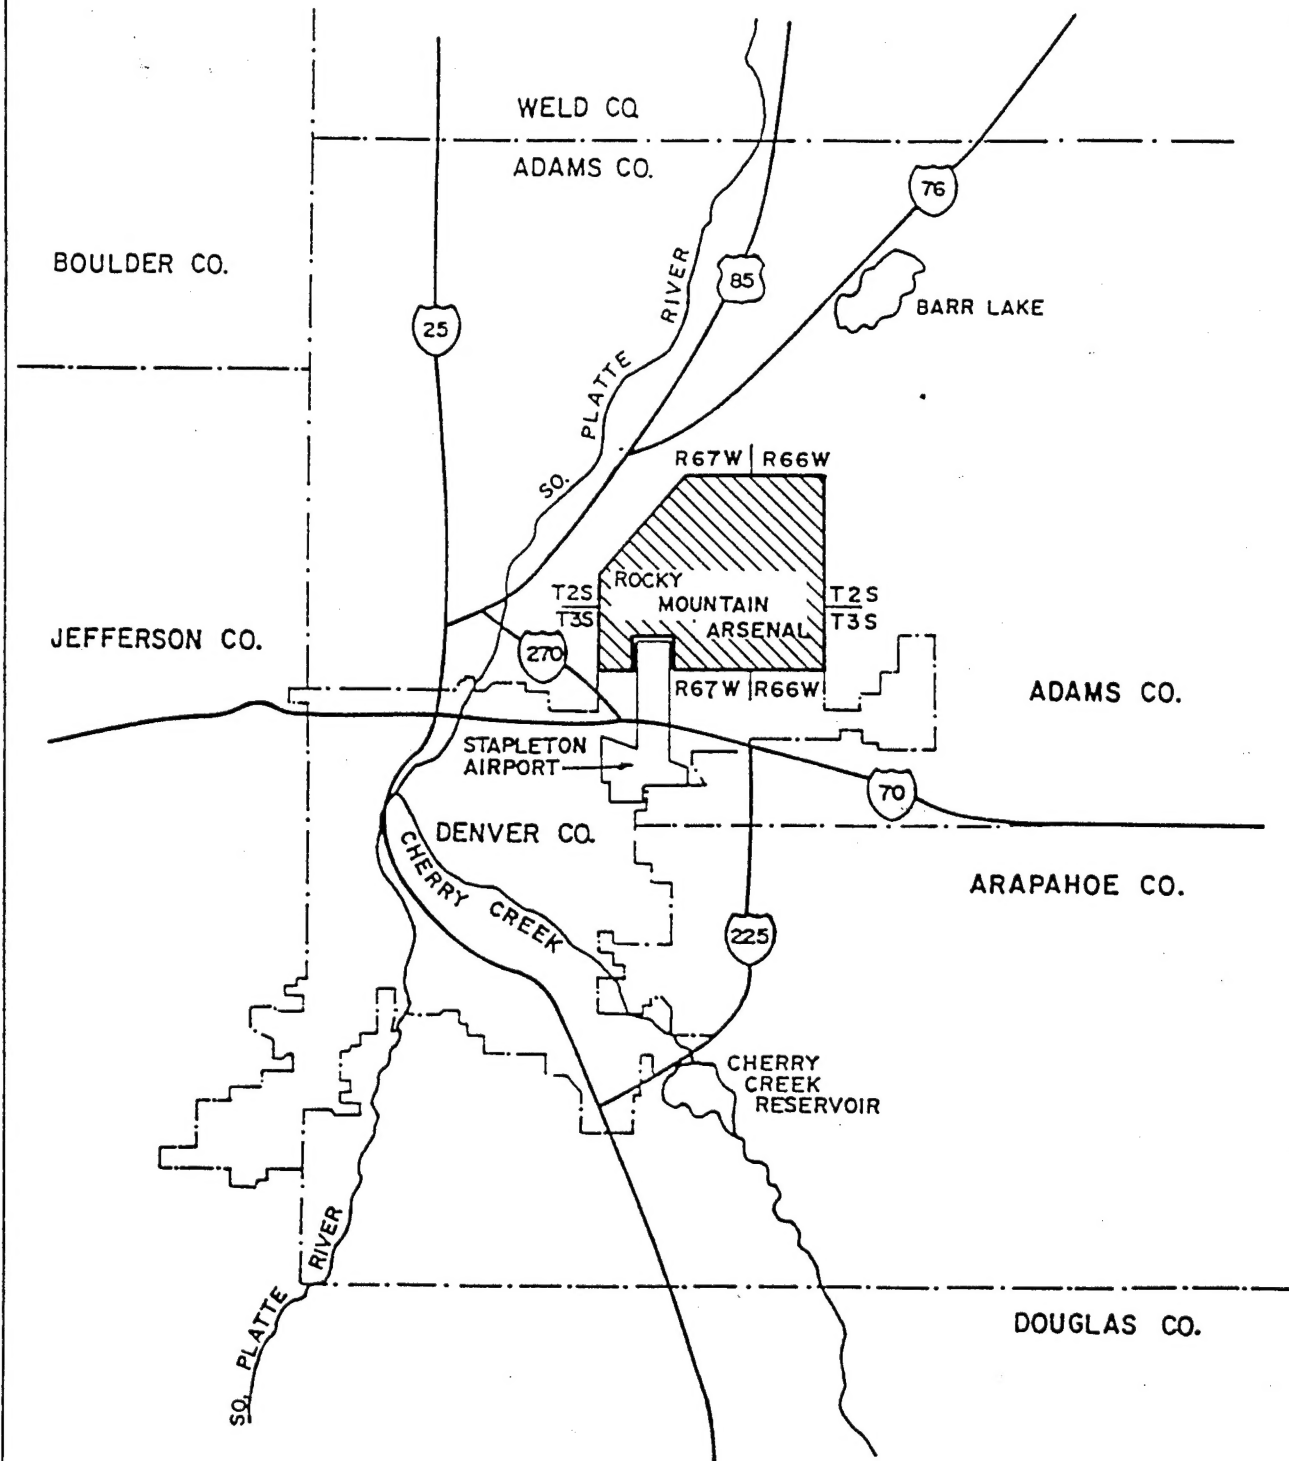 WELD CO.
ADAMS CO.
76
BOULDER CO.
85
RIVER
BARR LAKE
25
PLATTE
SO.
R67W R66W
ROCKY
MOUNTAIN
ARSENAL
T2S
T3S
T2S
T3S
JEFFERSON CO.
270
R67W R66W
ADAMS CO.
STAPLETON
AIRPORT
70
DENVER CO.
CHERRY CREEK
ARAPAHOE CO.
225
CHERRY
CREEK
RESERVOIR
SO. PLATTE RIVER
DOUGLAS CO.